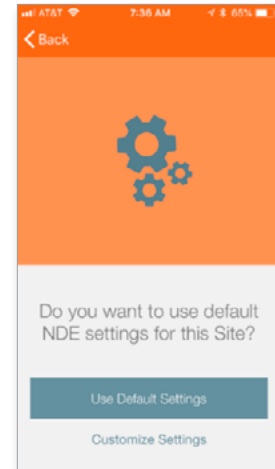 AT&T 7:36 AM 65%
Back
Do you want to use default
NDE settings for this Site?
Use Default Settings
Customize Settings